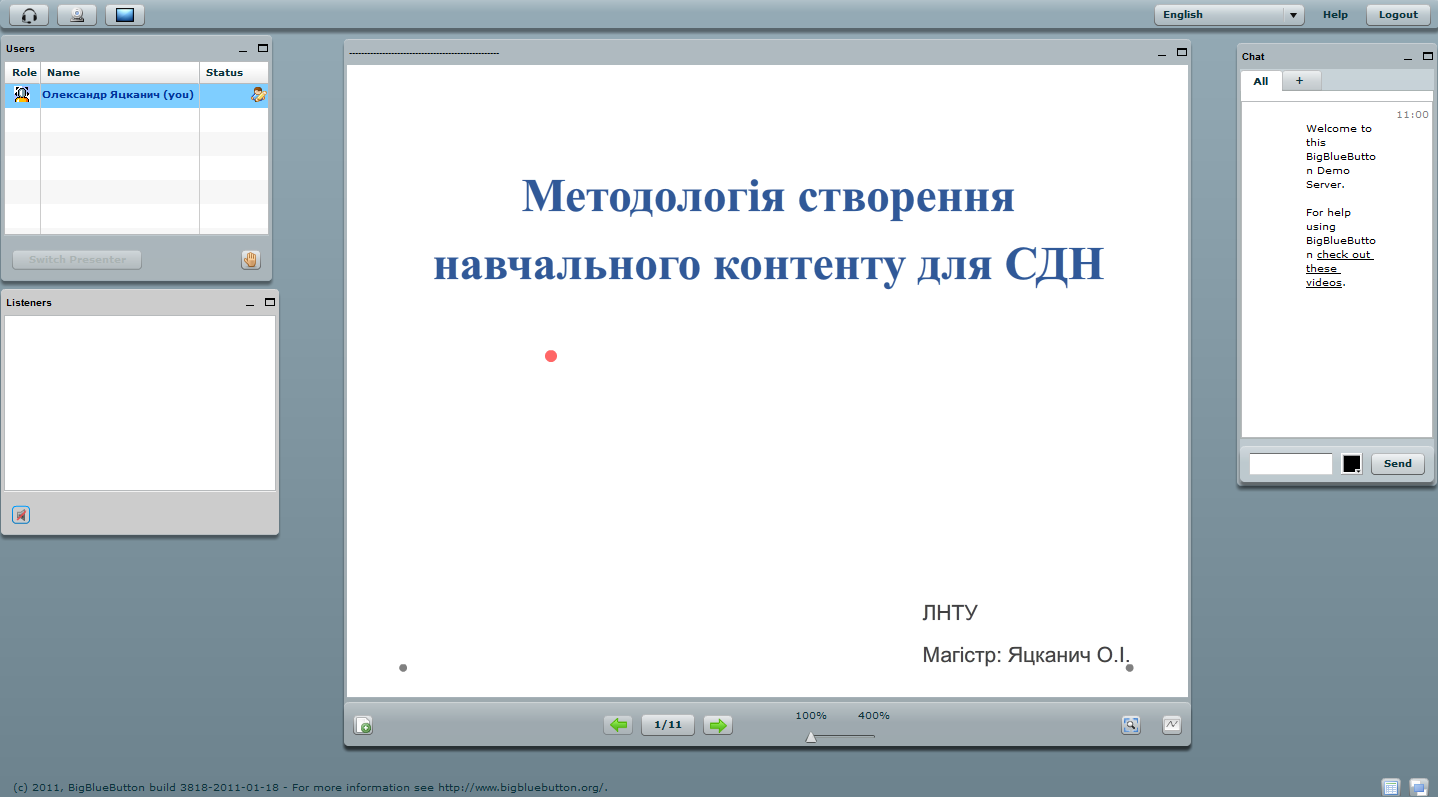 English
Help
Logout
Users
Role Name Status
Олександр Яцканич (you)
Switch Presenter
Listeners
--------------------------------------------------
Методологія створення
навчального контенту для СДН
ЛНТУ
Магістр: Яцканич О.І.
1/11
100% 400%
Chat
All +
11:00
Welcome to
this
BigBlueButto
n Demo
Server.
For help
using
BigBlueButto
n check out
these
videos.
Send
(c) 2011, BigBlueButton build 3818-2011-01-18 - For more information see http://www.bigbluebutton.org/.